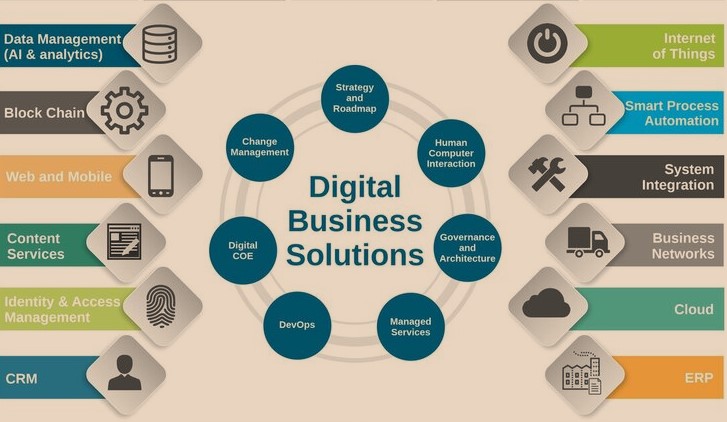 Data Management
(AI & analytics)
Block Chain
Web and Mobile
Content
Services
Identity & Access
Management
CRM
Strategy
and
Roadmap
Change
Management
Human
Computer
Interaction
Digital
Business
Solutions
Digital
COE
Governance
and
Architecture
DevOps
Managed
Services
Internet
of Things
Smart Process
Automation
System
Integration
Business
Networks
Cloud
ERP